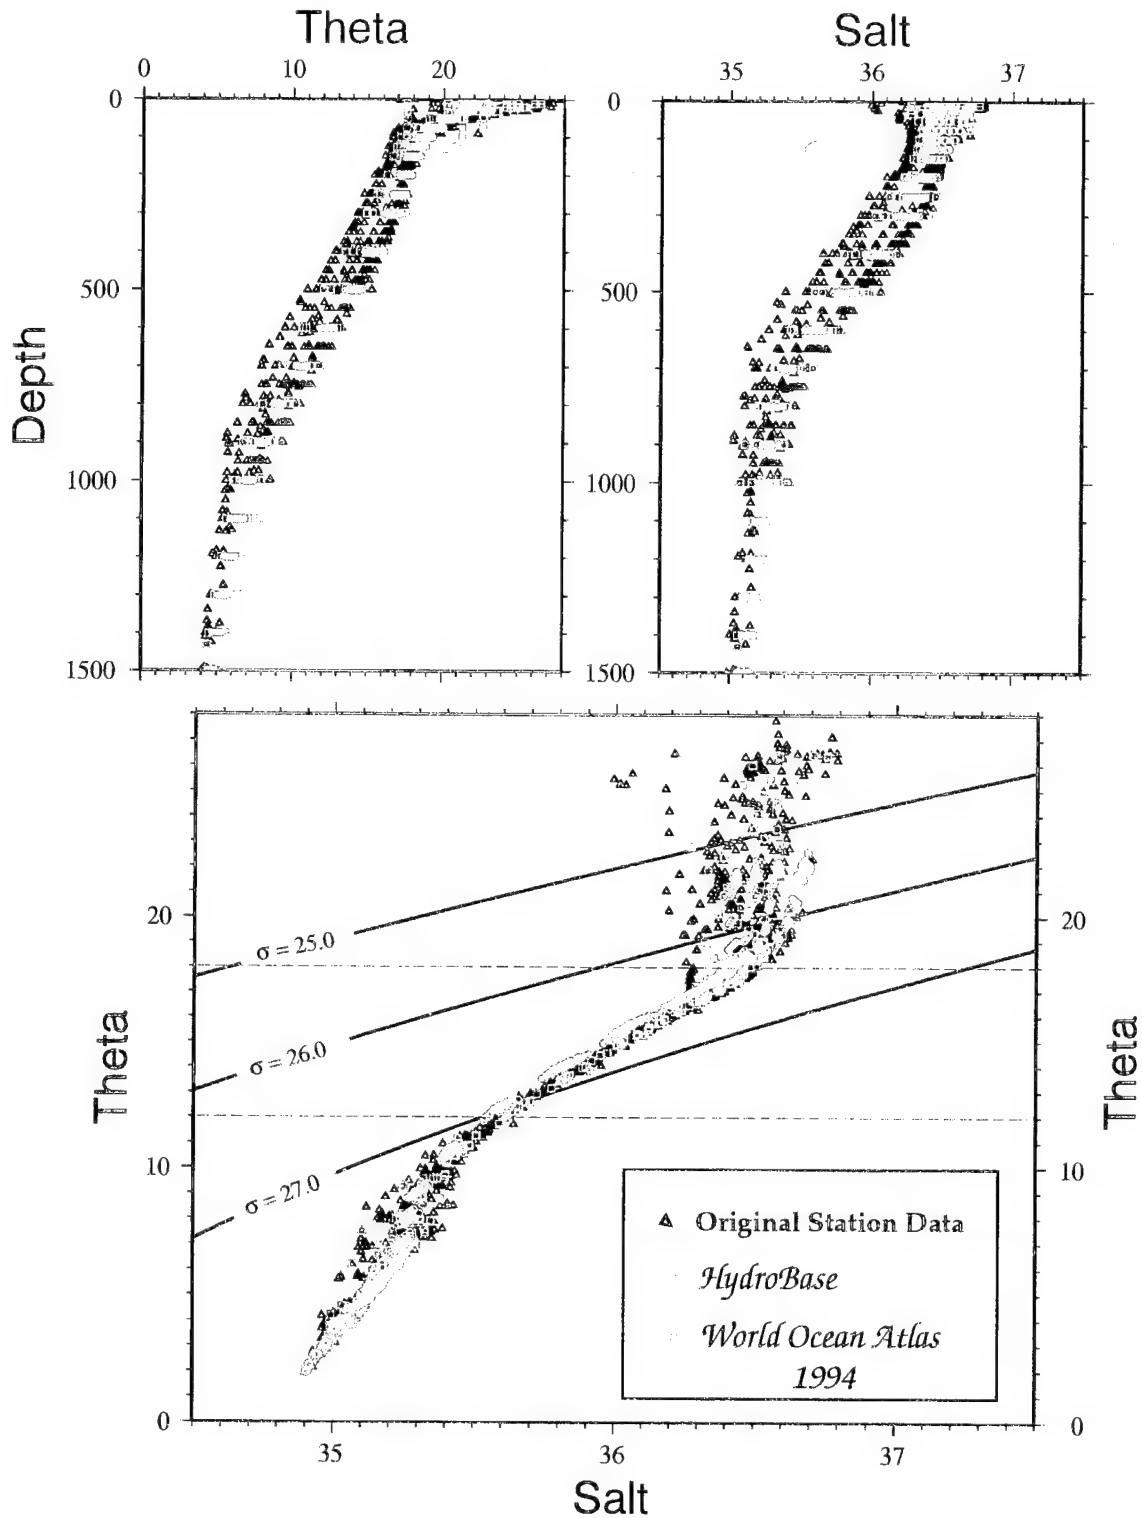 Theta
Salt
0 10 20
35 36 37
0
500
1000
1500
Depth
0
500
1000
1500
σ = 25.0
σ = 26.0
σ = 27.0
20
10
0
Theta
20
10
0
Theta
Original Station Data
HydroBase
World Ocean Atlas
1994
35 36 37
Salt